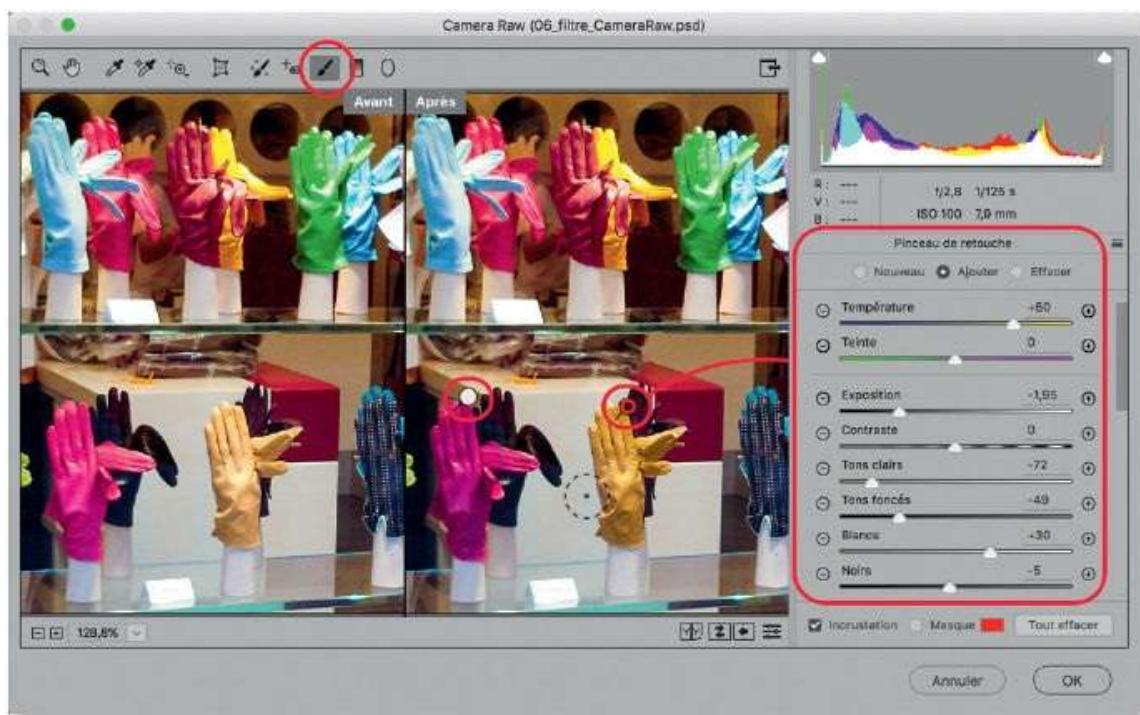 Camera Raw (06_filtre_CameraRaw.psd)
Avant Après
R : ---
V : ---
B : ---
f/2,8 1/125 s
ISO 100 7,9 mm
Pinceau de retouche
Nouveau Ajouter Effacer
Température +50
Teinte 0
Exposition -1,95
Contraste 0
Tons clairs -72
Tons foncés -49
Blancs +30
Noirs -5
128,8%
Incrustation Masque Tout effacer
Annuler OK